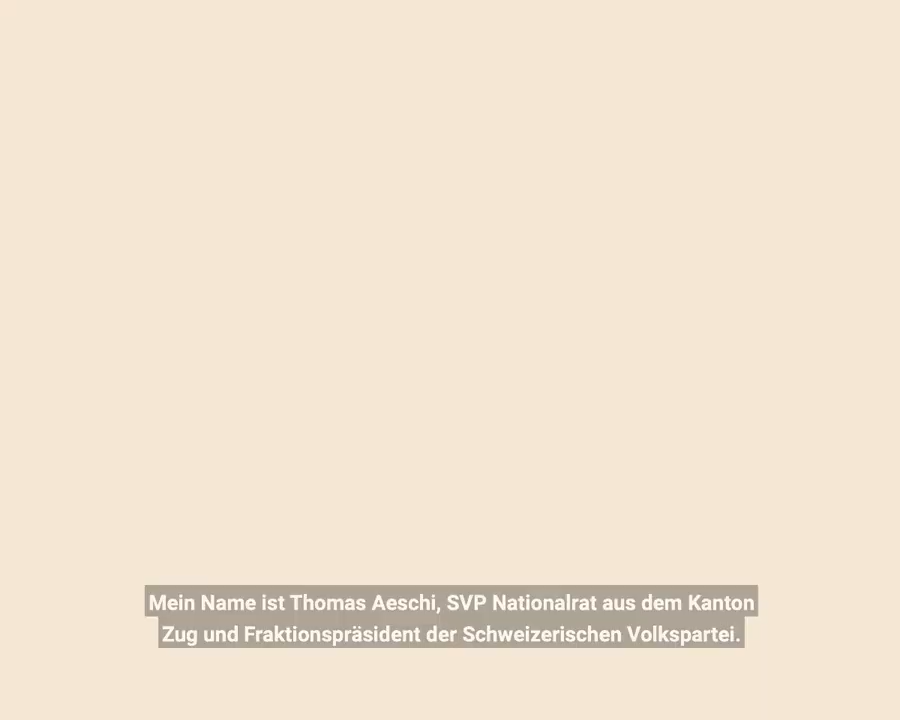 Mein Name ist Thomas Aeschi, SVP Nationalrat aus dem Kanton
Zug und Fraktionspräsident der Schweizerischen Volkspartei.